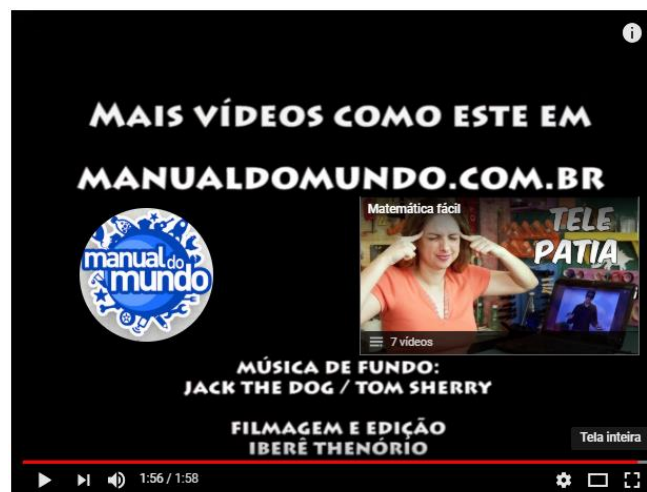 MAIS VÍDEOS COMO ESTE EM
MANUALDOMUNDO.COM.BR
manual do
mundo
Matemática fácil
TELE
PATIA
7 vídeos
MÚSICA DE FUNDO:
JACK THE DOG / TOM SHERRY
FILMAGEM E EDIÇÃO
IBERÊ THENÓRIO
Tela inteira
1:56 / 1:58